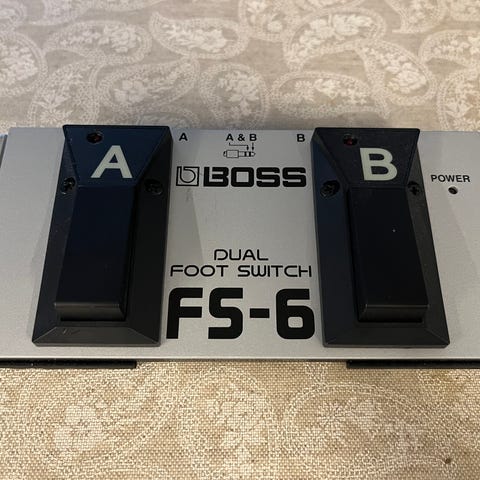 A A & B B
A
B
BOSS
POWER
DUAL
FOOT SWITCH
FS-6